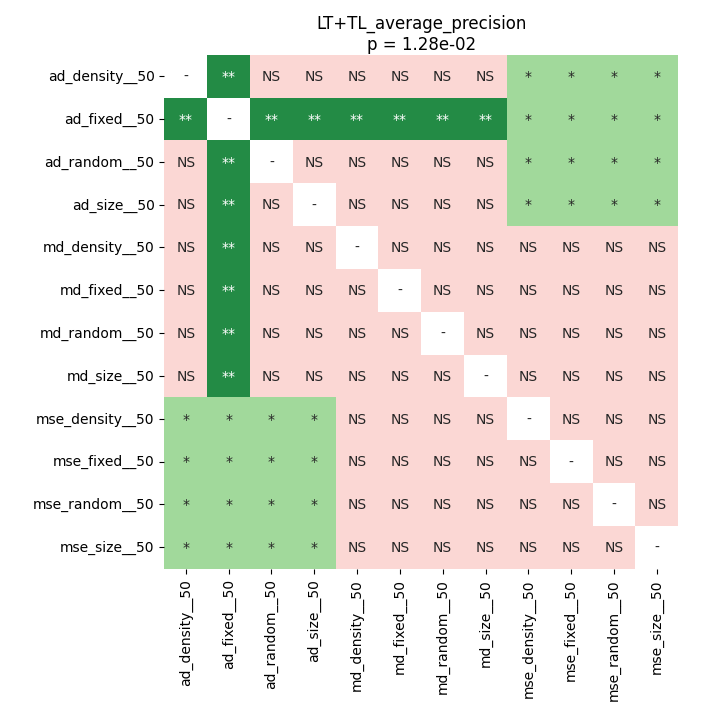 LT+TL_average_precision
p = 1.28e-02
ad_density__50 - ** NS NS NS NS NS NS * * * *
ad_fixed__50 ** - ** ** ** ** ** ** * * * *
ad_random__50 NS ** - NS NS NS NS NS * * * *
ad_size__50 NS ** NS - NS NS NS NS * * * *
md_density__50 NS ** NS NS - NS NS NS NS NS NS NS
md_fixed__50 NS ** NS NS NS - NS NS NS NS NS NS
md_random__50 NS ** NS NS NS NS - NS NS NS NS NS
md_size__50 NS ** NS NS NS NS NS - NS NS NS NS
mse_density__50 * * * * NS NS NS NS - NS NS NS
mse_fixed__50 * * * * NS NS NS NS NS - NS NS
mse_random__50 * * * * NS NS NS NS NS NS - NS
mse_size__50 * * * * NS NS NS NS NS NS NS -
ad_density__50
ad_fixed__50
ad_random__50
ad_size__50
md_density__50
md_fixed__50
md_random__50
md_size__50
mse_density__50
mse_fixed__50
mse_random__50
mse_size__50